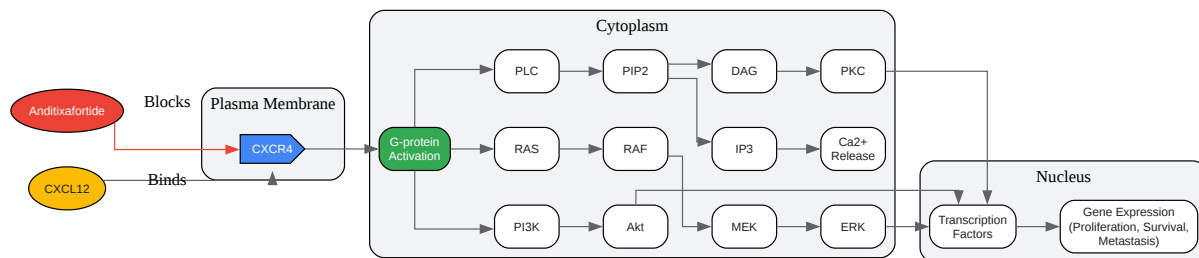 Cytoplasm
PLC
PIP2
DAG
PKC
Blocks
Plasma Membrane
Anditixafortide
CXCR4
G-protein
Activation
RAS
RAF
IP3
Ca2+
Release
CXCL12
Binds
Nucleus
PI3K
Akt
MEK
ERK
Transcription
Factors
Gene Expression
(Proliferation, Survival,
Metastasis)